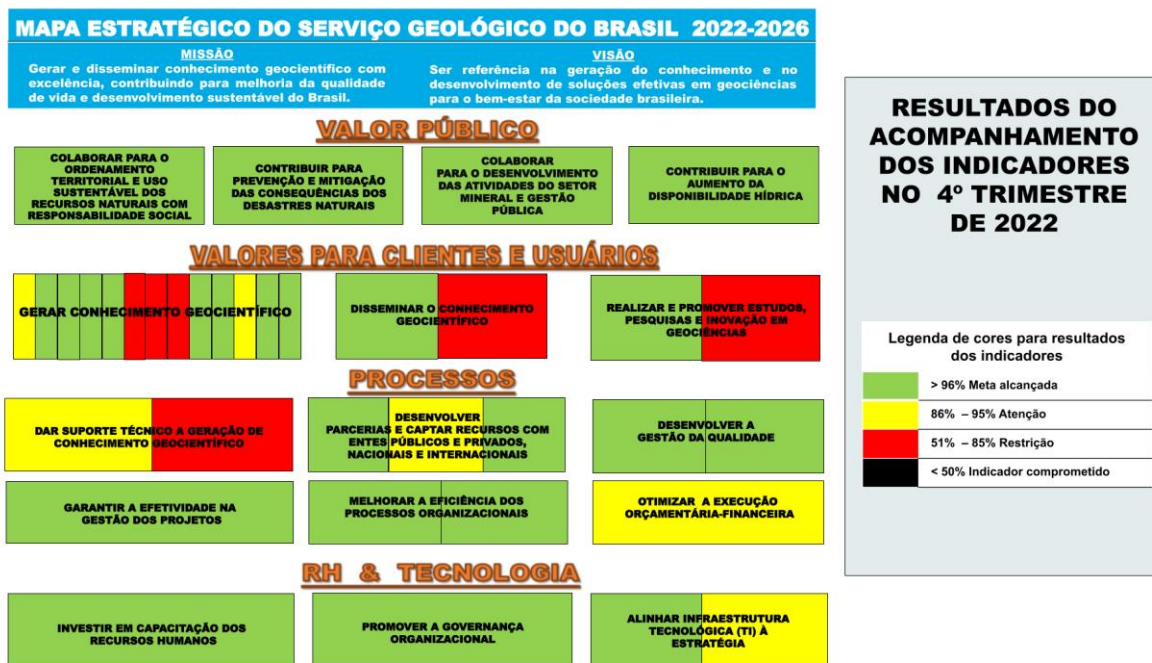 MAPA ESTRATÉGICO DO SERVIÇO GEOLÓGICO DO BRASIL 2022-2026
MISSÃO
Gerar e disseminar conhecimento geocientífico com
excelência, contribuindo para melhoria da qualidade
de vida e desenvolvimento sustentável do Brasil.
VISÃO
Ser referência na geração do conhecimento e no
desenvolvimento de soluções efetivas em geociências
para o bem-estar da sociedade brasileira.
VALOR PÚBLICO
COLABORAR PARA O
ORDENAMENTO
TERRITORIAL E USO
SUSTENTÁVEL DOS
RECURSOS NATURAIS COM
RESPONSABILIDADE SOCIAL
CONTRIBUIR PARA
PREVENÇÃO E MITIGAÇÃO
DAS CONSEQUÊNCIAS DOS
DESASTRES NATURAIS
COLABORAR
PARA O DESENVOLVIMENTO
DAS ATIVIDADES DO SETOR
MINERAL E GESTÃO
PÚBLICA
CONTRIBUIR PARA O
AUMENTO DA
DISPONIBILIDADE HÍDRICA
VALORES PARA CLIENTES E USUÁRIOS
GERAR CONHECIMENTO GEOCIENTÍFICO
DISSEMINAR O CONHECIMENTO
GEOCIENTÍFICO
REALIZAR E PROMOVER ESTUDOS,
PESQUISAS E INOVAÇÃO EM
GEOCIÊNCIAS
PROCESSOS
DAR SUPORTE TÉCNICO A GERAÇÃO DE
CONHECIMENTO GEOCIENTÍFICO
DESENVOLVER
PARCERIAS E CAPTAR RECURSOS COM
ENTES PÚBLICOS E PRIVADOS,
NACIONAIS E INTERNACIONAIS
DESENVOLVER A
GESTÃO DA QUALIDADE
GARANTIR A EFETIVIDADE NA
GESTÃO DOS PROJETOS
MELHORAR A EFICIÊNCIA DOS
PROCESSOS ORGANIZACIONAIS
OTIMIZAR A EXECUÇÃO
ORÇAMENTÁRIA-FINANCEIRA
RH & TECNOLOGIA
INVESTIR EM CAPACITAÇÃO DOS
RECURSOS HUMANOS
PROMOVER A GOVERNANÇA
ORGANIZACIONAL
ALINHAR INFRAESTRUTURA
TECNOLÓGICA (TI) À
ESTRATÉGIA
RESULTADOS DO
ACOMPANHAMENTO
DOS INDICADORES
NO 4º TRIMESTRE
DE 2022
Legenda de cores para resultados
dos indicadores
> 96% Meta alcançada
86% – 95% Atenção
51% – 85% Restrição
< 50% Indicador comprometido